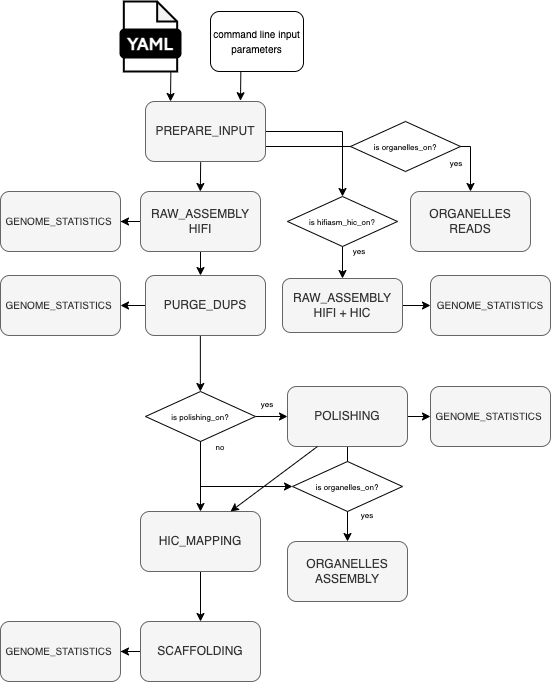 YAML
command line input
parameters
PREPARE_INPUT
is organelles_on?
yes
GENOME_STATISTICS
RAW_ASSEMBLY
HIFI
is hifiasm_hic_on?
ORGANELLES
READS
yes
GENOME_STATISTICS
PURGE_DUPS
RAW_ASSEMBLY
HIFI + HIC
GENOME_STATISTICS
is polishing_on?
yes
no
POLISHING
GENOME_STATISTICS
is organelles_on?
yes
HIC_MAPPING
ORGANELLES
ASSEMBLY
GENOME_STATISTICS
SCAFFOLDING